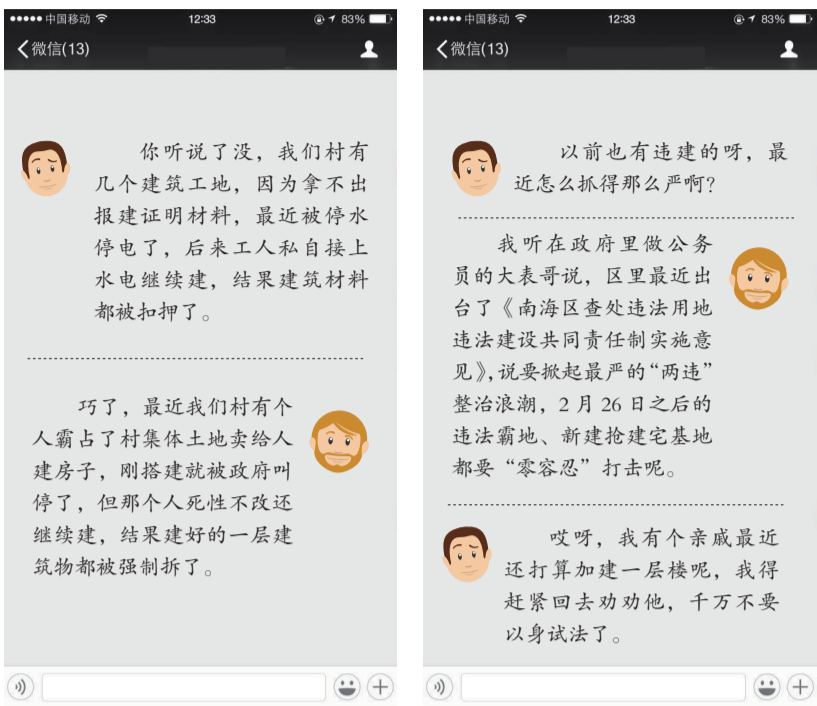 中国移动 12:33 83%
微信(13)
你听说了没，我们村有
几个建筑工地，因为拿不出
报建证明材料，最近被停水
停电了，后来工人私自接上
水电继续建，结果建筑材料
都被扣押了。
巧了，最近我们村有个
人霸占了村集体土地卖给人
建房子，刚搭建就被政府叫
停了，但那个人死性不改还
继续建，结果建好的一层建
筑物都被强制拆了。
中国移动 12:33 83%
微信(13)
以前也有违建的呀，最
近怎么抓得那么严啊？
我听在政府里做公务
员的大表哥说，区里最近出
台了《南海区查处违法用地
违法建设共同责任制实施意
见》，说要掀起最严的“两违”
整治浪潮，2 月 26 日之后的
违法霸地、新建抢建宅基地
都要“零容忍”打击呢。
哎呀，我有个亲戚最近
还打算加建一层楼呢，我得
赶紧回去劝劝他，千万不要
以身试法了。